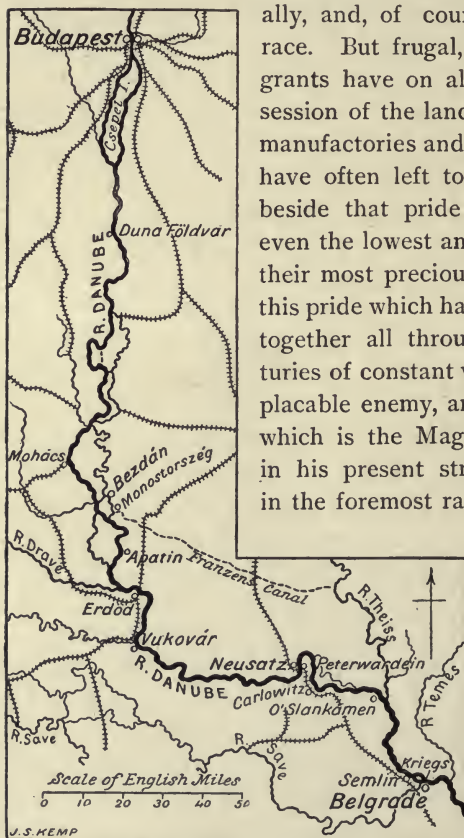 ally, and, of cour
race. But frugal,
grants have on al
session of the lan
manufactories and
have often left to
beside that pride
even the lowest an
their most preciou
this pride which ha
together all throu
turies of constant
placable enemy, a
which is the Mag
in his present str
in the foremost ra
Budapest
Csepel I.
Duna Földvár
R. DANUBE
Mohács
Bezdán
Monostorszég
R. Drave
Apatin
Franzens Canal
R. Theiss
Erdöd
Vukovár
R. DANUBE
Neusatz
Peterwardein
Carlowitz
O'Slankámen
R. Temes
R. Save
R. Save
Kriegs
Semlin
Belgrade
Scale of English Miles
0 10 20 30 40 50
J.S. KEMP